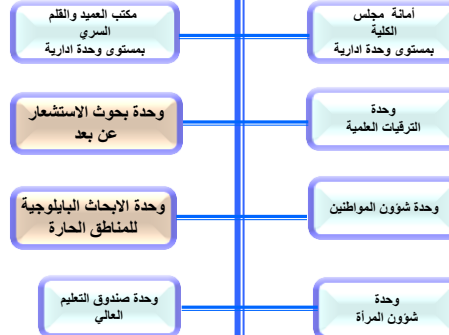 أمانة مجلس
الكلية
بمستوى وحدة ادارية
مكتب العميد والقلم
السري
بمستوى وحدة ادارية
وحدة
الترقيات العلمية
وحدة بحوث الاستشعار
عن بعد
وحدة شؤون المواطنين
وحدة الابحاث البايلوجية
للمناطق الحارة
وحدة
شؤون المرأة
وحدة صندوق التعليم
العالي